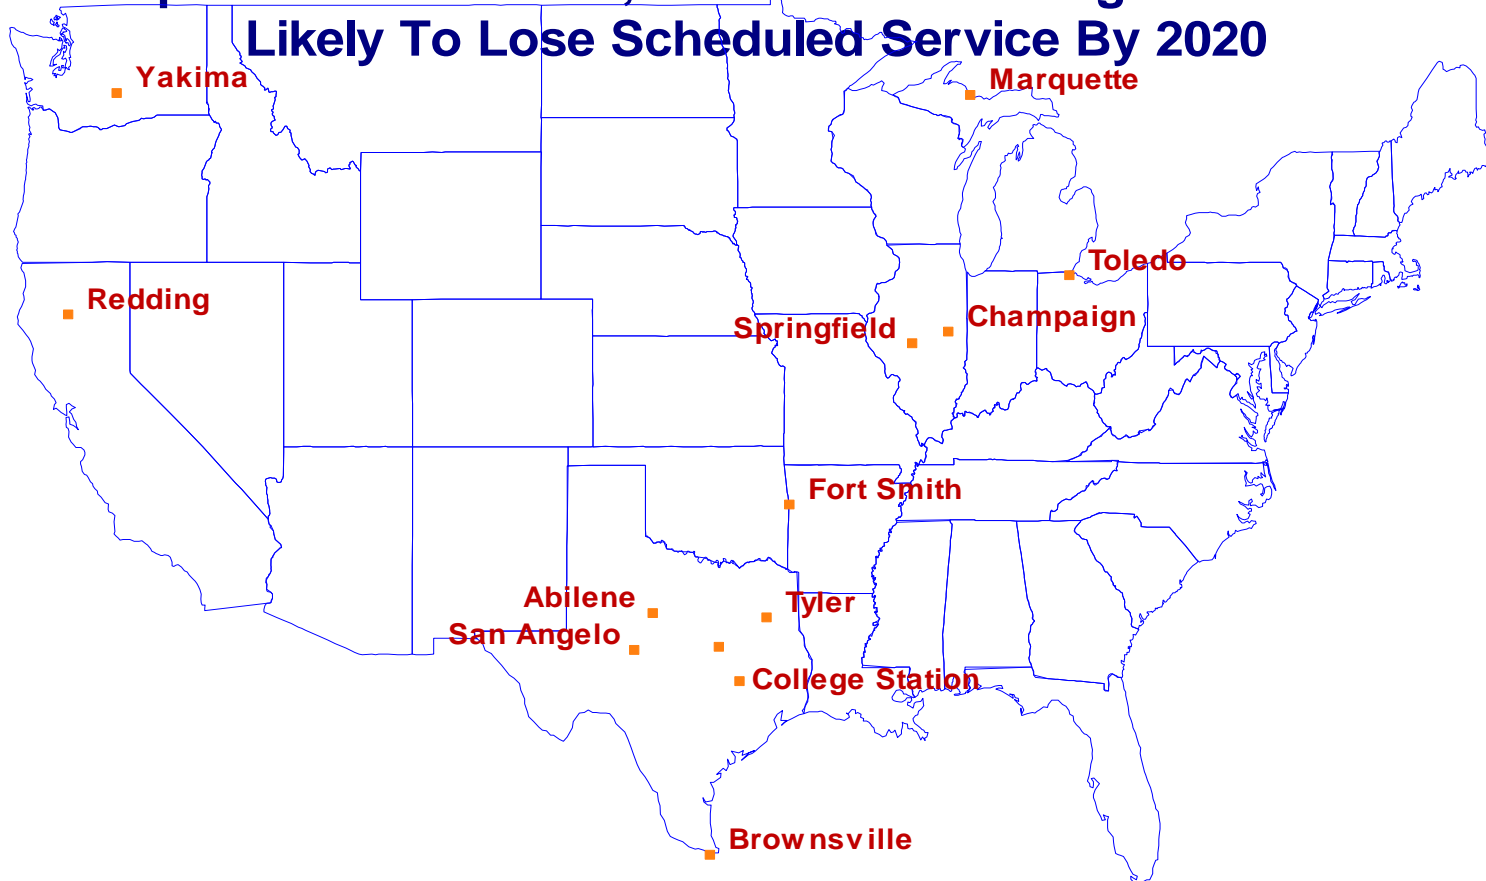 Likely To Lose Scheduled Service By 2020
Yakima
Marquette
Toledo
Redding
Champaign
Springfield
Fort Smith
Abilene
Tyler
San Angelo
College Station
Brownsville